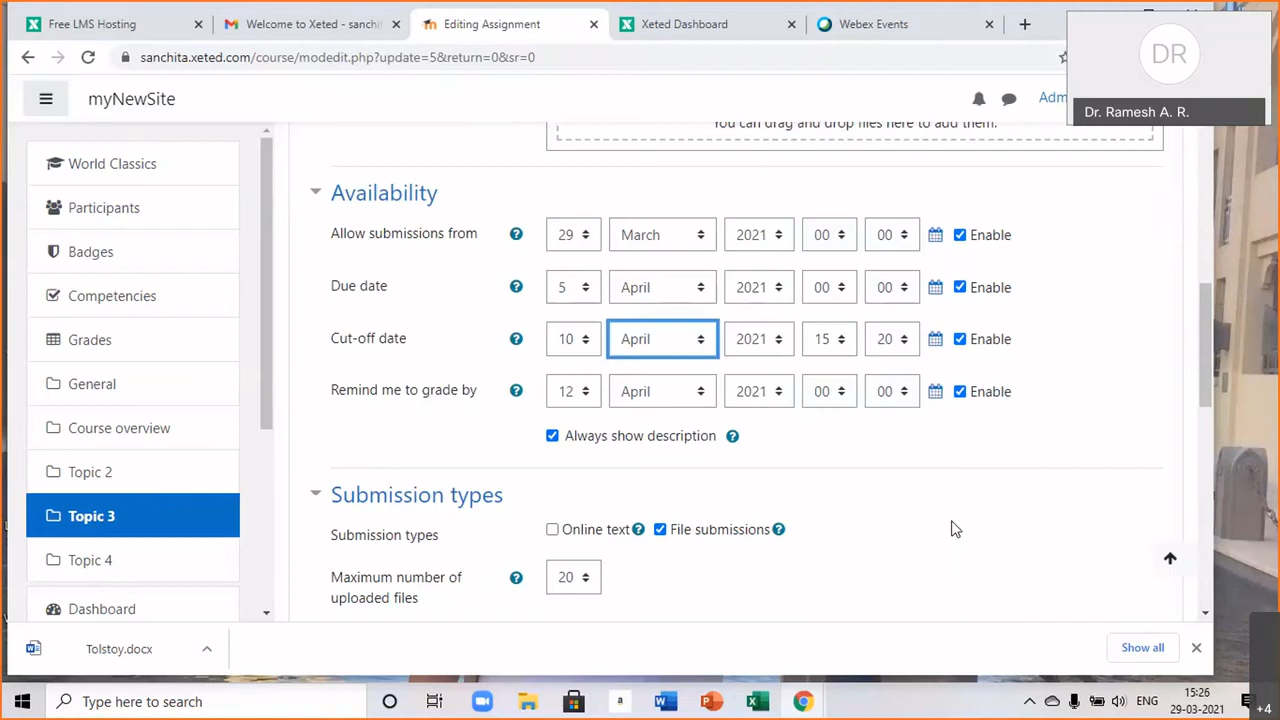 Free LMS Hosting
Welcome to Xeted - sanchit
Editing Assignment
Xeted Dashboard
Webex Events
sanchita.xeted.com/course/modedit.php?update=5&return=0&sr=0
DR
Dr. Ramesh A. R.
myNewSite
Adm
You can drag and drop files here to add them.
World Classics
Participants
Badges
Competencies
Grades
General
Course overview
Topic 2
Topic 3
Topic 4
Dashboard
Availability
Allow submissions from 29 March 2021 00 00 Enable
Due date 5 April 2021 00 00 Enable
Cut-off date 10 April 2021 15 20 Enable
Remind me to grade by 12 April 2021 00 00 Enable
Always show description
Submission types
Submission types Online text File submissions
Maximum number of
uploaded files 20
Tolstoy.docx
Show all
Type here to search
ENG
15:26
29-03-2021
+4